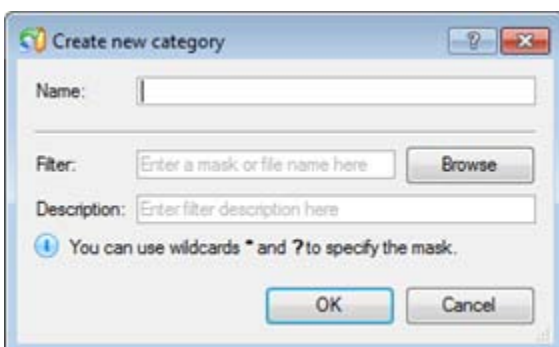 Create new category
Name:
Filter: Enter a mask or file name here Browse
Description: Enter filter description here
You can use wildcards * and ? to specify the mask.
OK Cancel